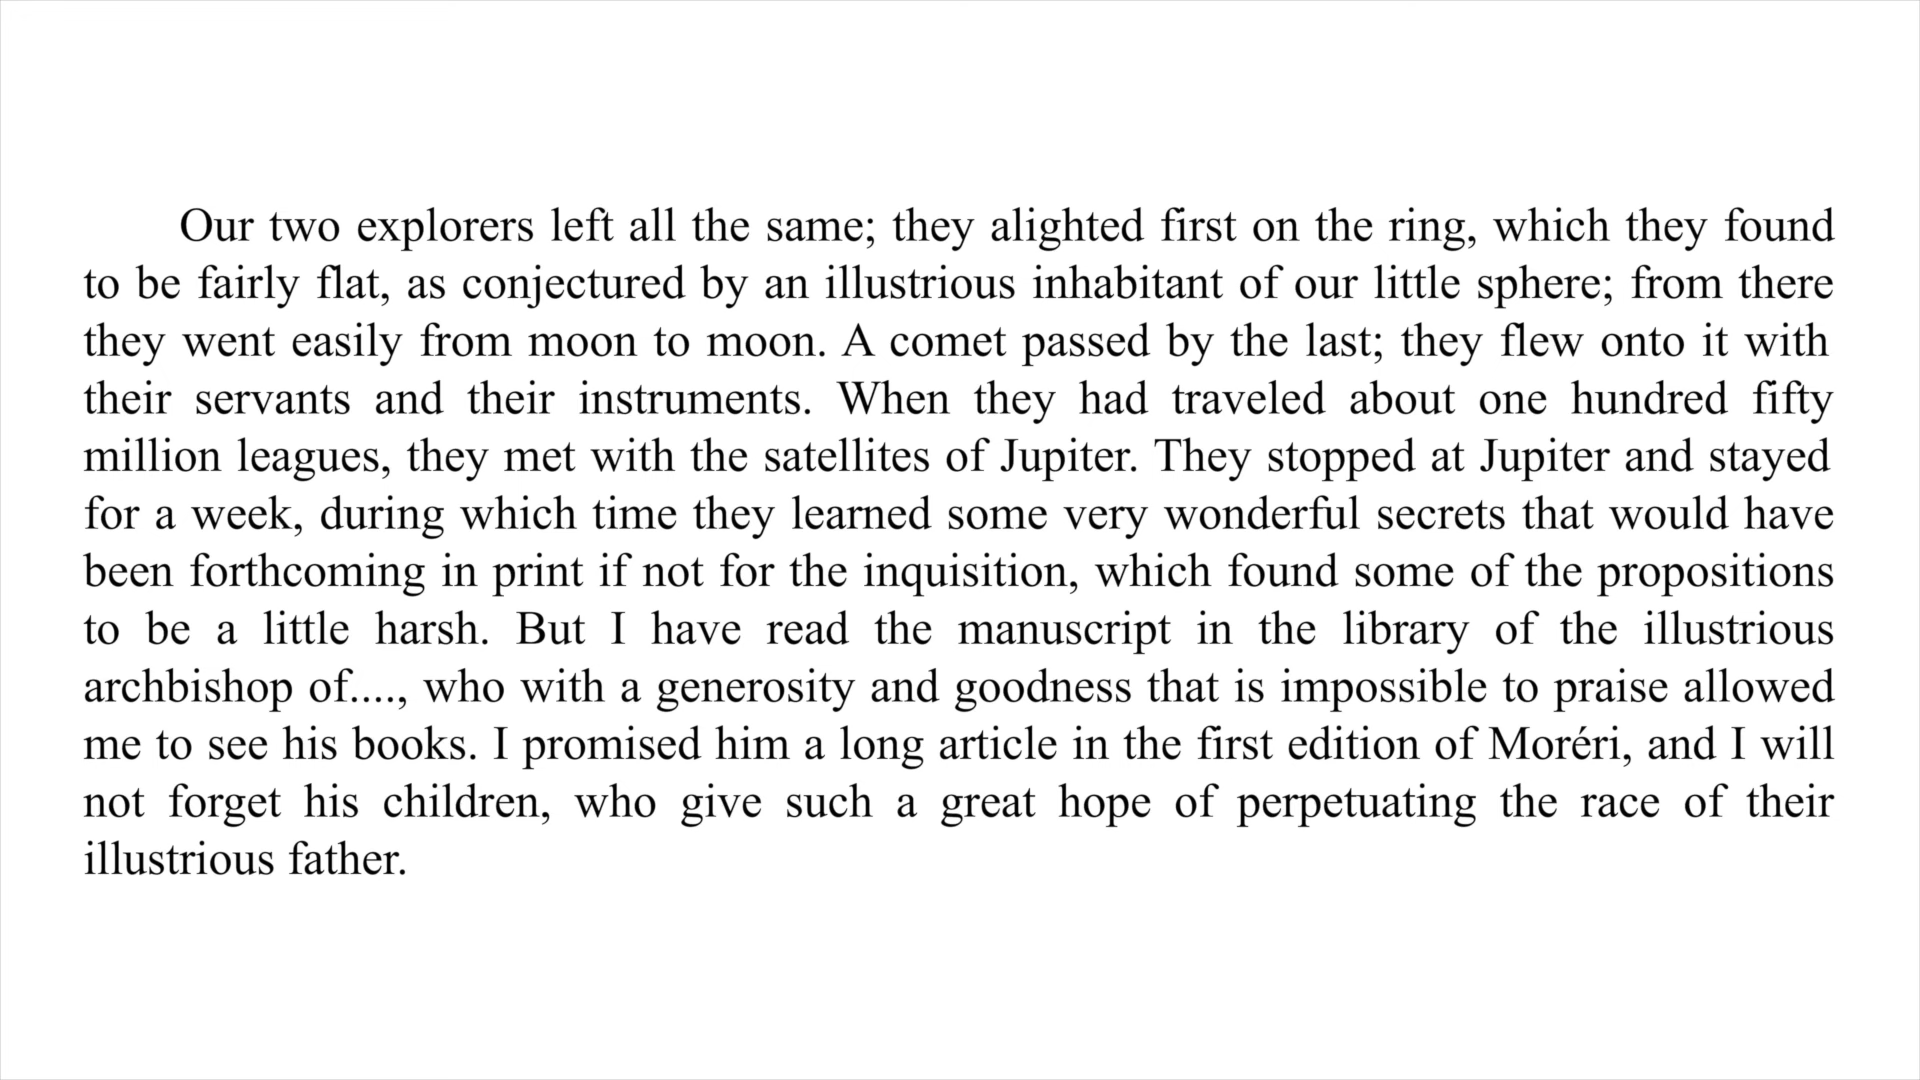 Our two explorers left all the same; they alighted first on the ring, which they found
to be fairly flat, as conjectured by an illustrious inhabitant of our little sphere; from there
they went easily from moon to moon. A comet passed by the last; they flew onto it with
their servants and their instruments. When they had traveled about one hundred fifty
million leagues, they met with the satellites of Jupiter. They stopped at Jupiter and stayed
for a week, during which time they learned some very wonderful secrets that would have
been forthcoming in print if not for the inquisition, which found some of the propositions
to be a little harsh. But I have read the manuscript in the library of the illustrious
archbishop of...., who with a generosity and goodness that is impossible to praise allowed
me to see his books. I promised him a long article in the first edition of Moréri, and I will
not forget his children, who give such a great hope of perpetuating the race of their
illustrious father.